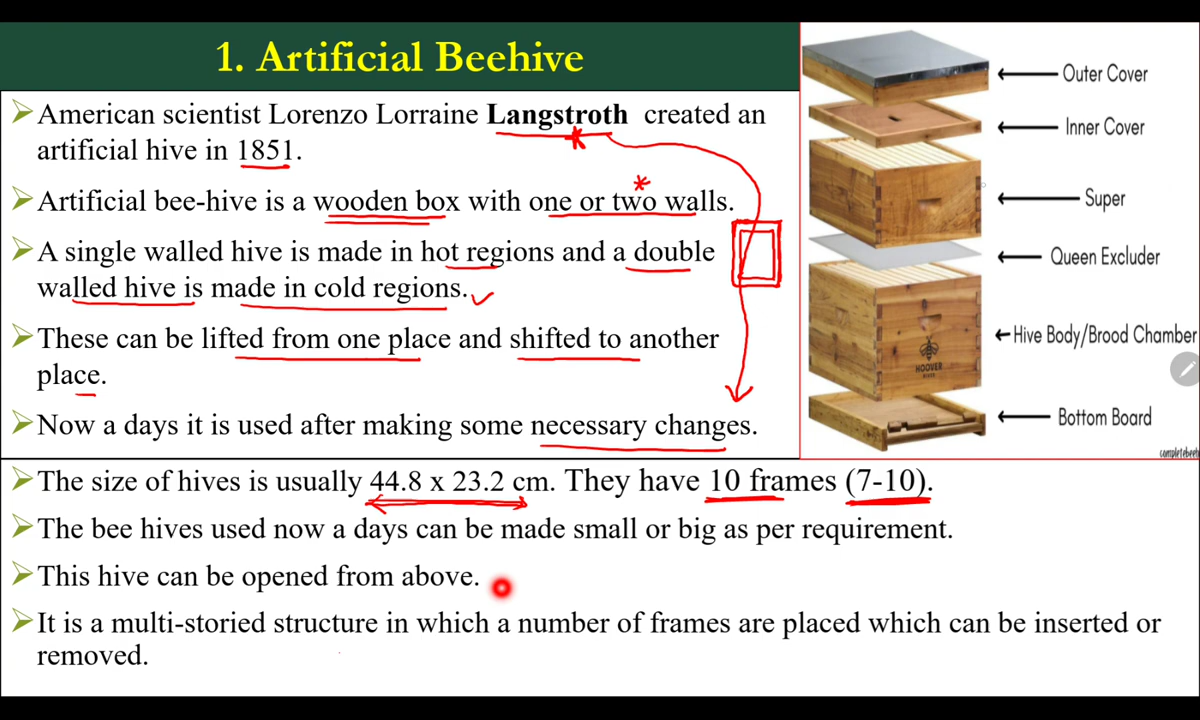 1. Artificial Beehive
American scientist Lorenzo Lorraine Langstroth created an
artificial hive in 1851.
Artificial bee-hive is a wooden box with one or two walls.
A single walled hive is made in hot regions and a double
walled hive is made in cold regions.
These can be lifted from one place and shifted to another
place.
Now a days it is used after making some necessary changes.
Outer Cover
Inner Cover
Super
Queen Excluder
Hive Body/Brood Chamber
HOOVER
HIVES
Bottom Board
The size of hives is usually 44.8 x 23.2 cm. They have 10 frames (7-10).
The bee hives used now a days can be made small or big as per requirement.
This hive can be opened from above.
It is a multi-storied structure in which a number of frames are placed which can be inserted or
removed.